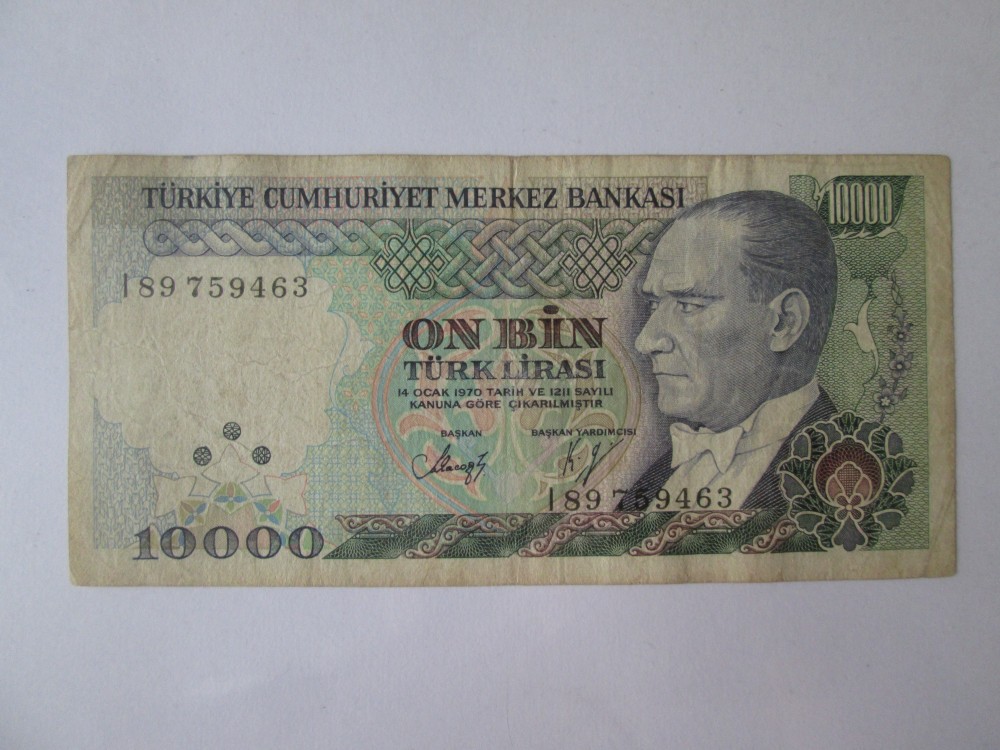 TÜRKİYE CUMHURİYET MERKEZ BANKASI
10000
I89 759463
ON BİN
TÜRK LİRASI
14 OCAK 1970 TARİH VE 1211 SAYILI
KANUNA GÖRE ÇIKARILMIŞTIR
BAŞKAN BAŞKAN YARDIMCISI
I89 759463
10000